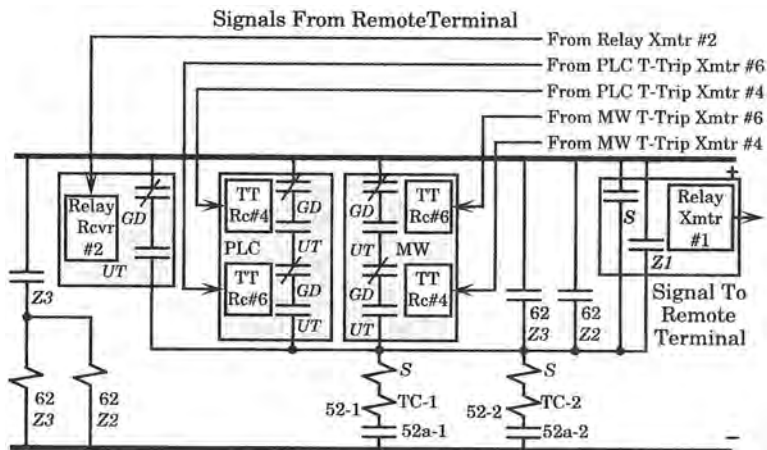 Signals From RemoteTerminal
From Relay Xmtr #2
From PLC T-Trip Xmtr #6
From PLC T-Trip Xmtr #4
From MW T-Trip Xmtr #6
From MW T-Trip Xmtr #4
+
Relay
Rcvr
#2
GD
UT
TT
Rc#4
GD
UT
PLC
TT
Rc#6
GD
UT
GD
TT
Rc#6
UT
MW
GD
TT
Rc#4
UT
S
Relay
Xmtr
#1
Z1
Signal To
Remote
Terminal
Z3
62
Z3
62
Z2
62
Z3
62
Z2
S
52-1
TC-1
52a-1
S
52-2
TC-2
52a-2
−